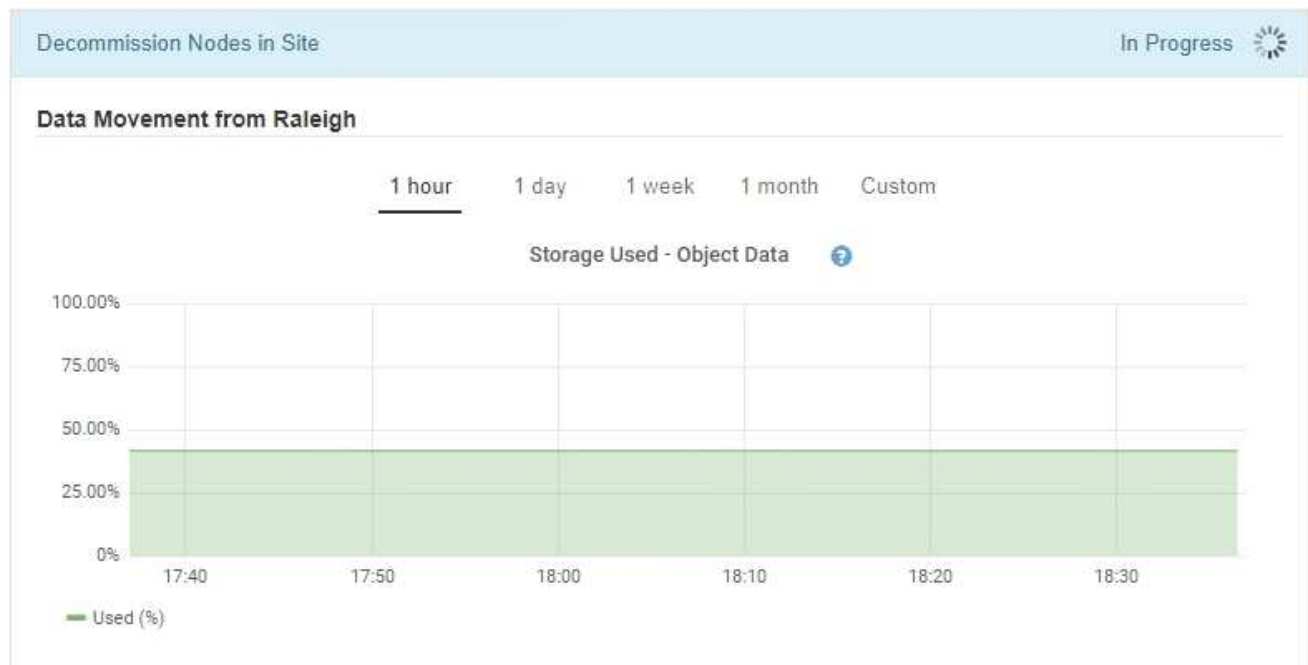 Decommission Nodes in Site In Progress
Data Movement from Raleigh
1 hour 1 day 1 week 1 month Custom
Storage Used - Object Data ?
100.00%
75.00%
50.00%
25.00%
0%
17:40 17:50 18:00 18:10 18:20 18:30
Used (%)